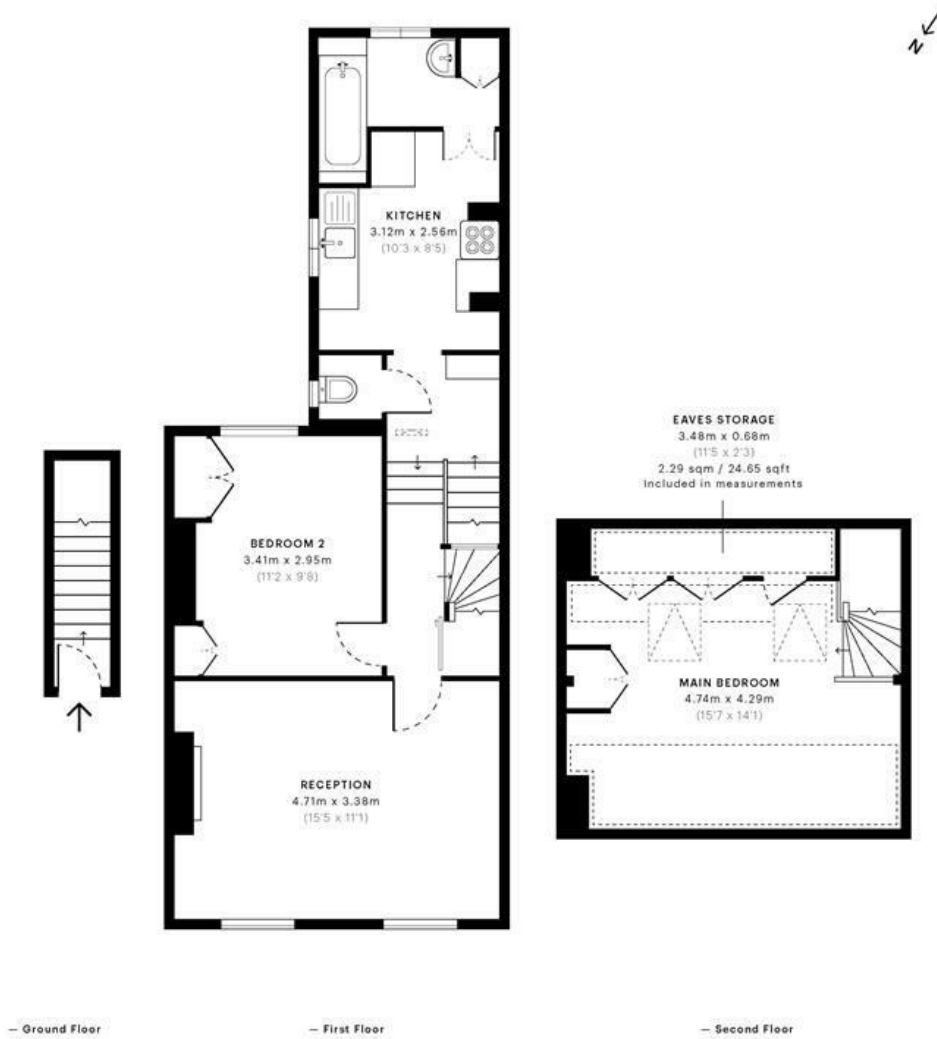 N
KITCHEN
3.12m x 2.56m
(10'3 x 8'5)
EAVES STORAGE
3.48m x 0.68m
(11'5 x 2'3)
2.29 sqm / 24.65 sqft
Included in measurements
BEDROOM 2
3.41m x 2.95m
(11'2 x 9'8)
MAIN BEDROOM
4.74m x 4.29m
(15'7 x 14'1)
RECEPTION
4.71m x 3.38m
(15'5 x 11'1)
— Ground Floor
— First Floor
— Second Floor